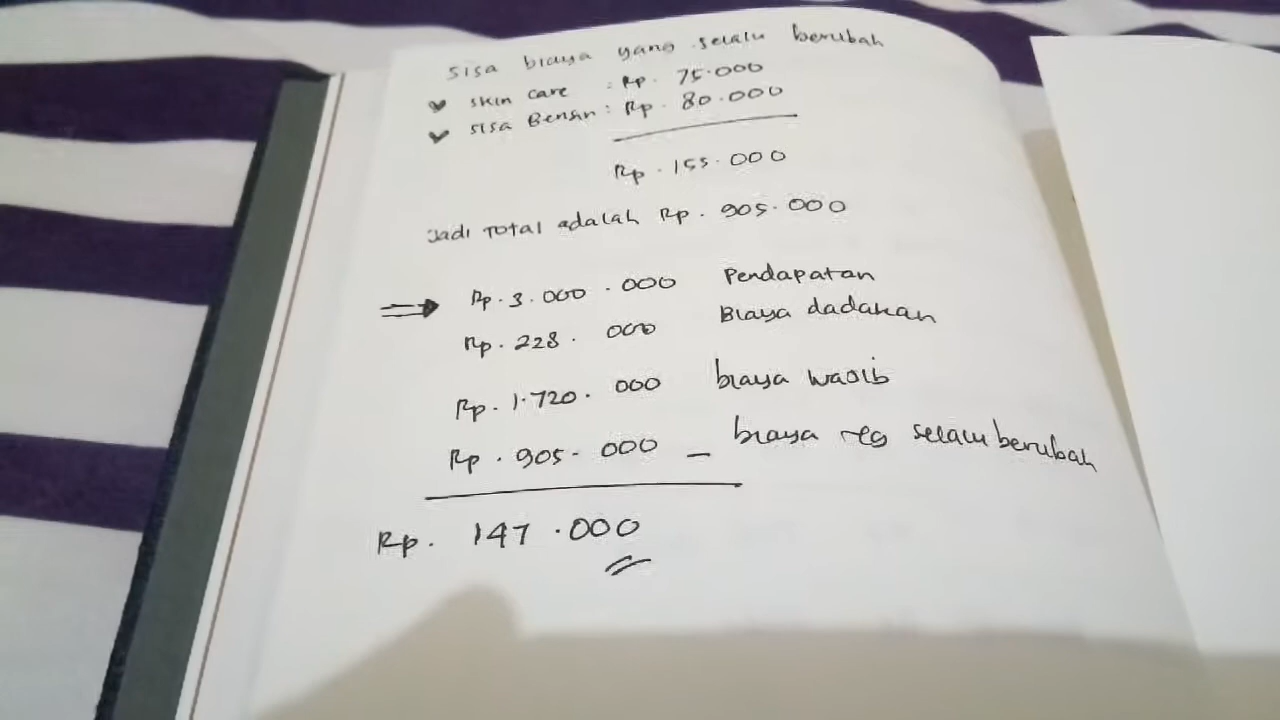 sisa biaya yang selalu berubah
skin care : Rp. 75.000
sisa Bensin : Rp. 80.000
Rp. 155.000
Jadi Total adalah Rp. 905.000
Rp. 3.000.000 Pendapatan
Rp. 228.000 Biaya dadakan
Rp. 1.720.000 biaya wajib
Rp. 905.000 - biaya yg selalu berubah
Rp. 147.000